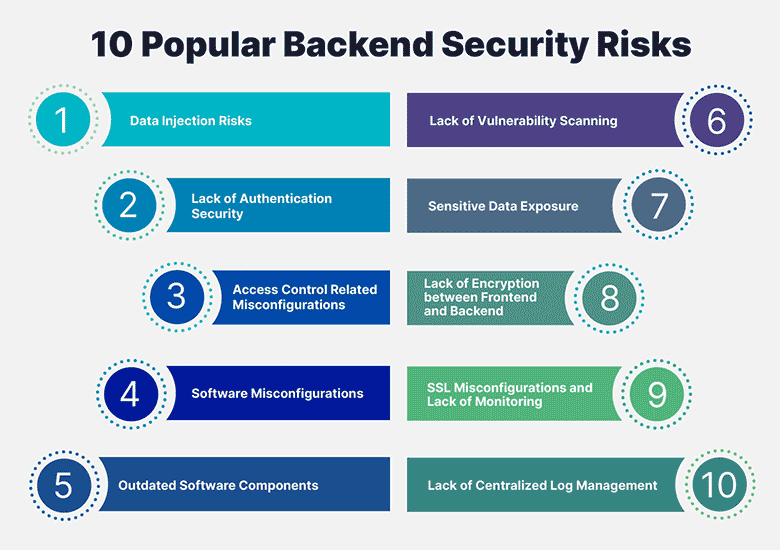 10 Popular Backend Security Risks
1
Data Injection Risks
2
Lack of Authentication
Security
3
Access Control Related
Misconfigurations
4
Software Misconfigurations
5
Outdated Software Components
Lack of Vulnerability Scanning
6
Sensitive Data Exposure
7
Lack of Encryption
between Frontend
and Backend
8
SSL Misconfigurations and
Lack of Monitoring
9
Lack of Centralized Log Management
10